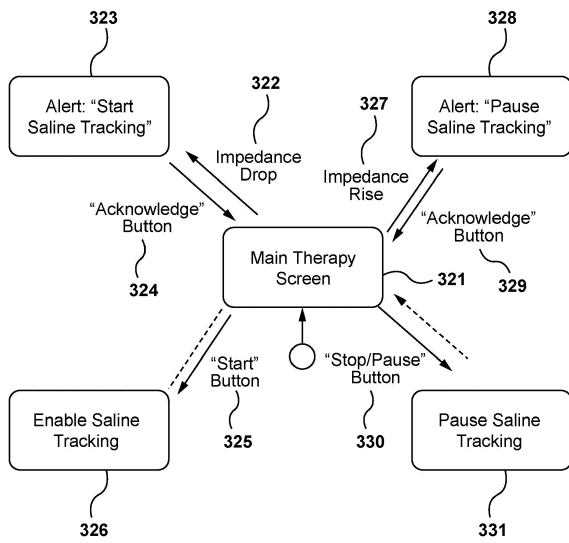 323
328
Alert: “Start
Saline Tracking”
322
Impedance
Drop
327
Impedance
Rise
Alert: “Pause
Saline Tracking”
“Acknowledge”
Button
324
Main Therapy
Screen
321
“Acknowledge”
Button
329
“Start”
Button
325
“Stop/Pause”
Button
330
Enable Saline
Tracking
326
Pause Saline
Tracking
331